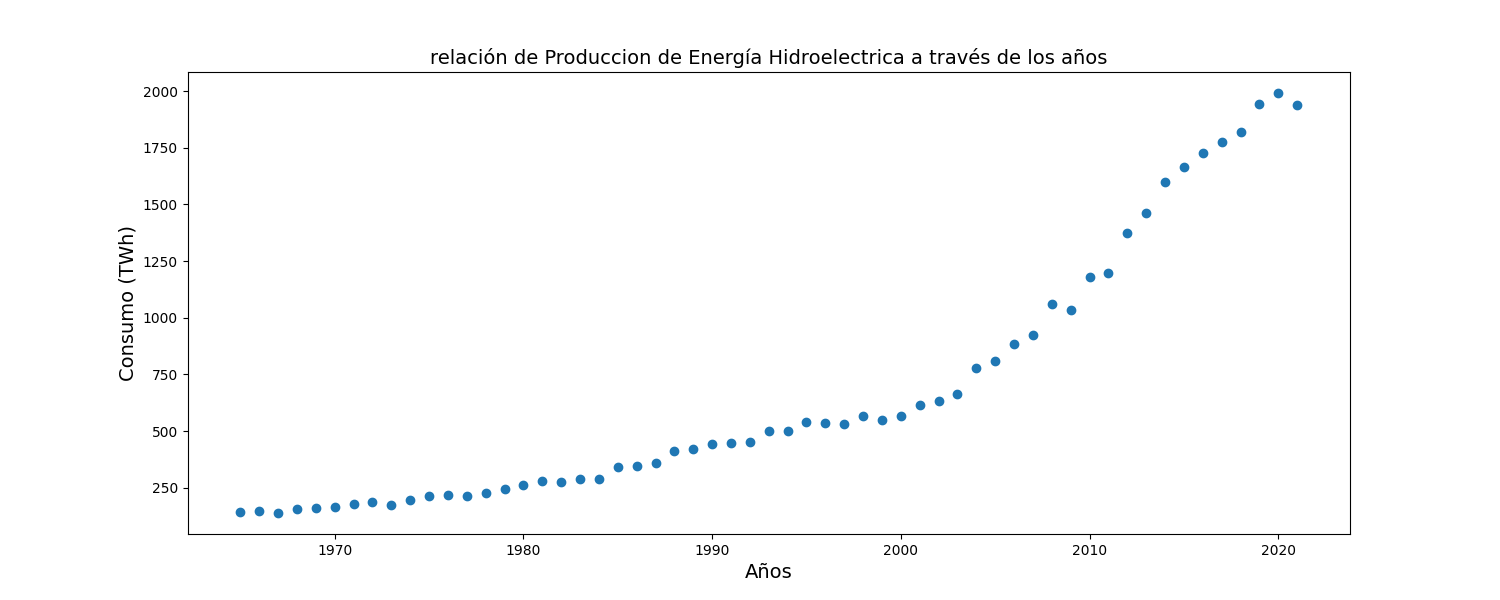 relación de Produccion de Energía Hidroelectrica a través de los años
Consumo (TWh)
2000
1750
1500
1250
1000
750
500
250
1970 1980 1990 2000 2010 2020
Años